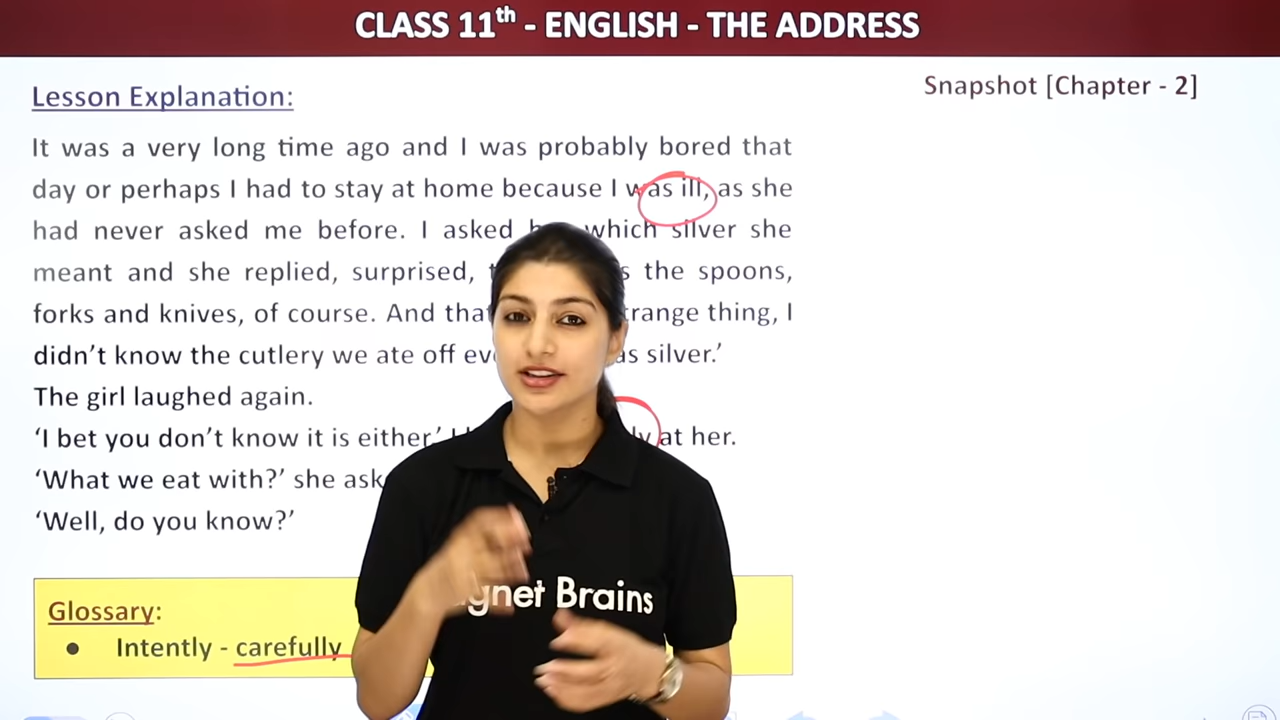 CLASS 11th - ENGLISH - THE ADDRESS
Lesson Explanation:
Snapshot [Chapter - 2]
It was a very long time ago and I was probably bored that
day or perhaps I had to stay at home because I was ill, as she
had never asked me before. I asked which silver she
meant and she replied, surprised, the spoons,
forks and knives, of course. And that thing, I
didn't know the cutlery we ate off silver.'
The girl laughed again.
'I bet you don't know it is either.' at her.
'What we eat with?' she
'Well, do you know?'
Glossary:
● Intently - carefully
Brains